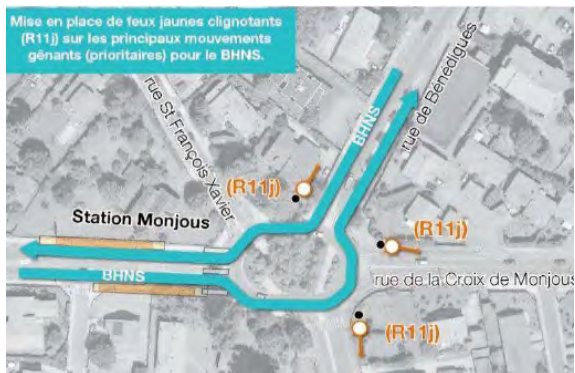 Mise en place de feux jaunes clignotants
(R11j) sur les principaux mouvements
gênants (prioritaires) pour le BHNS.
rue St François Xavier
BHNS
rue de Bénédigues
(R11j)
Station Monjous
(R11j)
BHNS
rue de la Croix de Monjous
(R11j)